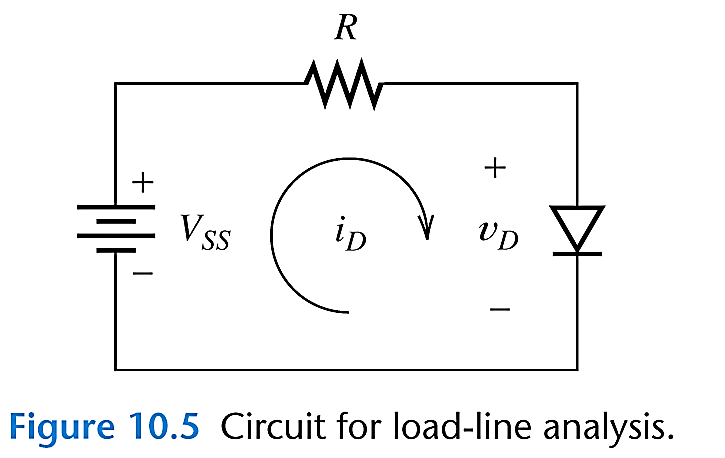 R
+
+
V_SS
i_D
v_D
−
−
Figure 10.5 Circuit for load-line analysis.